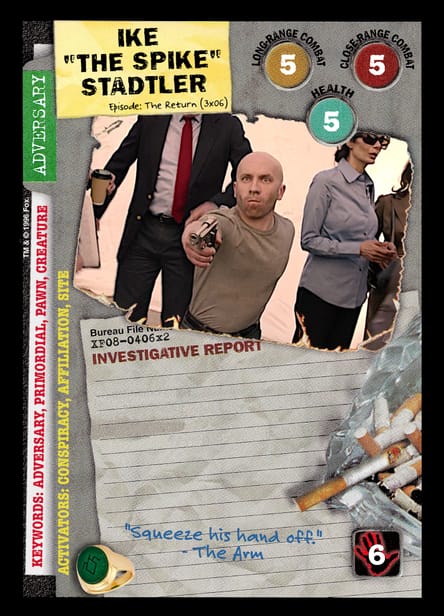 IKE
"THE SPIKE"
STADTLER
Episode: The Return (3x06)
LONG-RANGE COMBAT
5
CLOSE-RANGE COMBAT
5
HEALTH
5
ADVERSARY
TM & © 1996 Fox.
KEYWORDS: ADVERSARY, PRIMORDIAL, PAWN, CREATURE
ACTIVATORS: CONSPIRACY, AFFILIATION, SITE
Bureau File
XF08-0406x2
INVESTIGATIVE REPORT
"Squeeze his hand off."
- The Arm
6